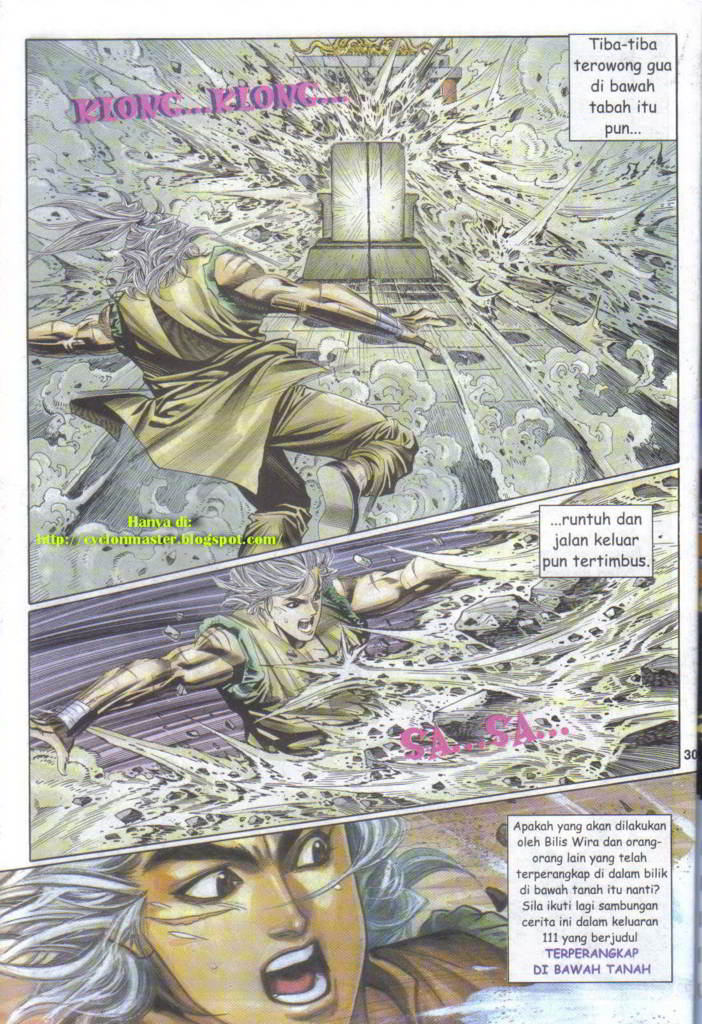 Tiba-tiba
terowong gua
di bawah
tabah itu
pun...
KLONG...KLONG...
Hanya di:
http://cyclonmaster.blogspot.com/
...runtuh dan
jalan keluar
pun tertimbus.
SA...SA...
30
Apakah yang akan dilakukan
oleh Bilis Wira dan orang-
orang lain yang telah
terperangkap di dalam bilik
di bawah tanah itu nanti?
Sila ikuti lagi sambungan
cerita ini dalam keluaran
111 yang berjudul
TERPERANGKAP
DI BAWAH TANAH